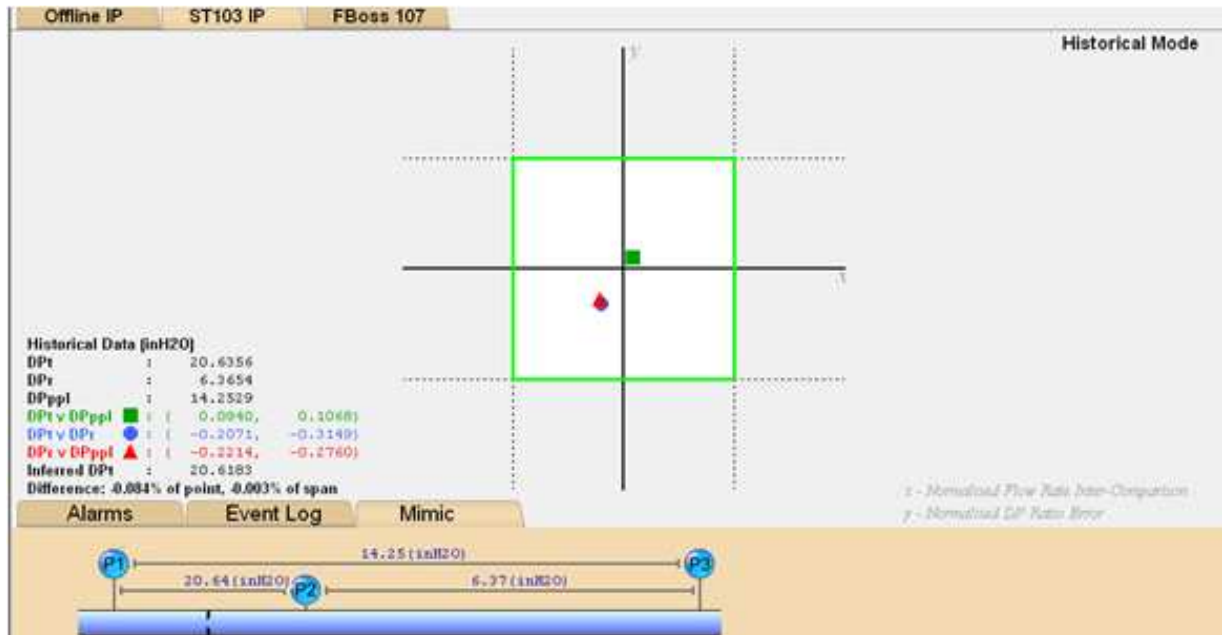 Offline IP ST103 IP FBoss 107
Historical Mode
y
x
Historical Data (inH2O)
DPt : 20.6356
DPr : 6.3654
DPppl : 14.2529
DPt v DPppl : ( 0.0940, 0.1068)
DPt v DPr : ( -0.2071, -0.3149)
DPr v DPppl : ( -0.2214, -0.2760)
Inferred DPt : 20.6183
Difference: -0.084% of point, -0.003% of span
x - Normalised Flow Rate Inter-Comparison
y - Normalised DP Ratio Error
Alarms Event Log Mimic
P1 14.25(inH2O) P3
20.64(inH2O) P2 6.37(inH2O)